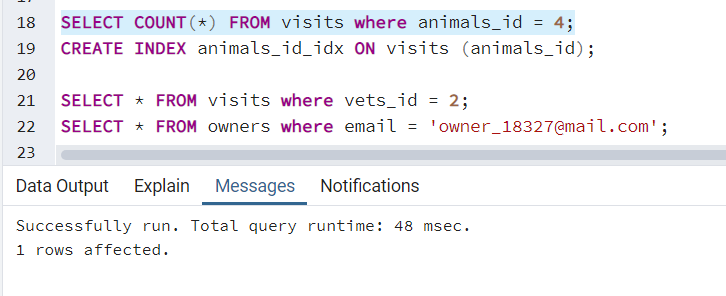 18 SELECT COUNT(*) FROM visits where animals_id = 4;
19 CREATE INDEX animals_id_idx ON visits (animals_id);
20
21 SELECT * FROM visits where vets_id = 2;
22 SELECT * FROM owners where email = 'owner_18327@mail.com';
23
Data Output Explain Messages Notifications
Successfully run. Total query runtime: 48 msec.
1 rows affected.